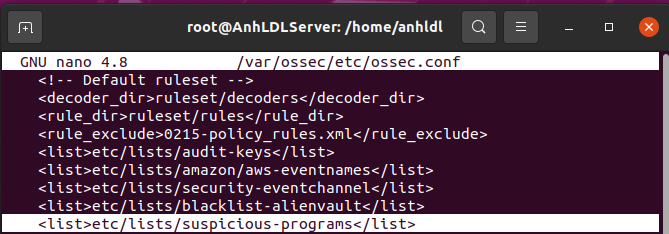 root@AnhLDLServer: /home/anhldl
GNU nano 4.8 /var/ossec/etc/ossec.conf
<!-- Default ruleset -->
<decoder_dir>ruleset/decoders</decoder_dir>
<rule_dir>ruleset/rules</rule_dir>
<rule_exclude>0215-policy_rules.xml</rule_exclude>
<list>etc/lists/audit-keys</list>
<list>etc/lists/amazon/aws-eventnames</list>
<list>etc/lists/security-eventchannel</list>
<list>etc/lists/blacklist-alienvault</list>
<list>etc/lists/suspicious-programs</list>